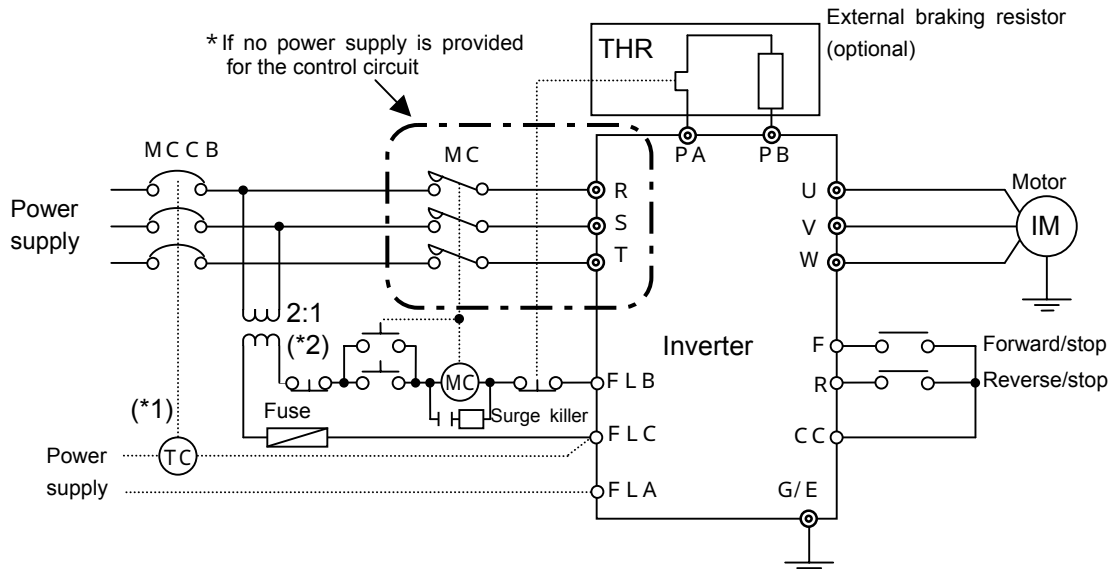 External braking resistor
(optional)
* If no power supply is provided
for the control circuit
THR
PA
PB
MCCB
MC
Power
supply
R
S
T
U
V
W
Motor
IM
2:1
(*2)
Inverter
F
Forward/stop
R
Reverse/stop
MC
FLB
Surge killer
(*1)
Fuse
FLC
CC
Power
supply
TC
FLA
G/E